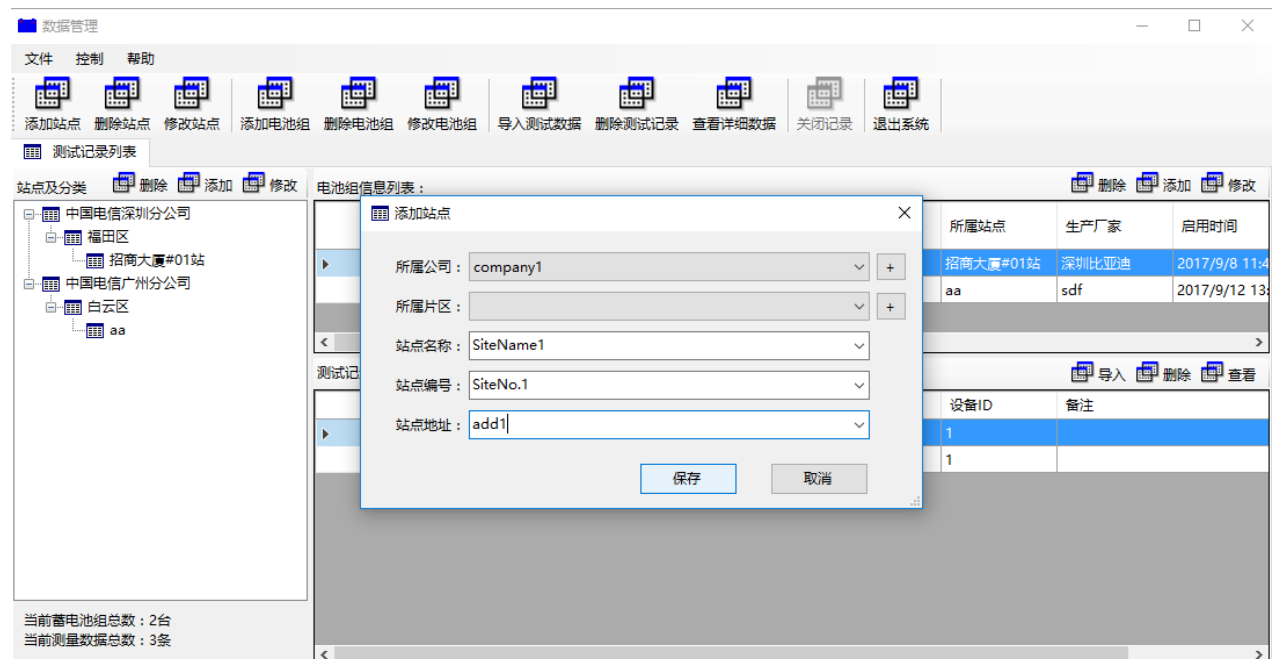 数据管理
文件 控制 帮助
添加站点 删除站点 修改站点 添加电池组 删除电池组 修改电池组 导入测试数据 删除测试记录 查看详细数据 关闭记录 退出系统
测试记录列表
站点及分类 删除 添加 修改
中国电信深圳分公司
福田区
招商大厦#01站
中国电信广州分公司
白云区
aa
当前蓄电池组总数：2台
当前测量数据总数：3条
电池组信息列表： 删除 添加 修改
所属站点 生产厂家 启用时间
招商大厦#01站 深圳比亚迪 2017/9/8 11:4
aa sdf 2017/9/12 13:
测试记 导入 删除 查看
设备ID 备注
1
1
添加站点
所属公司： company1 +
所属片区： +
站点名称： SiteName1
站点编号： SiteNo.1
站点地址： add1
保存 取消